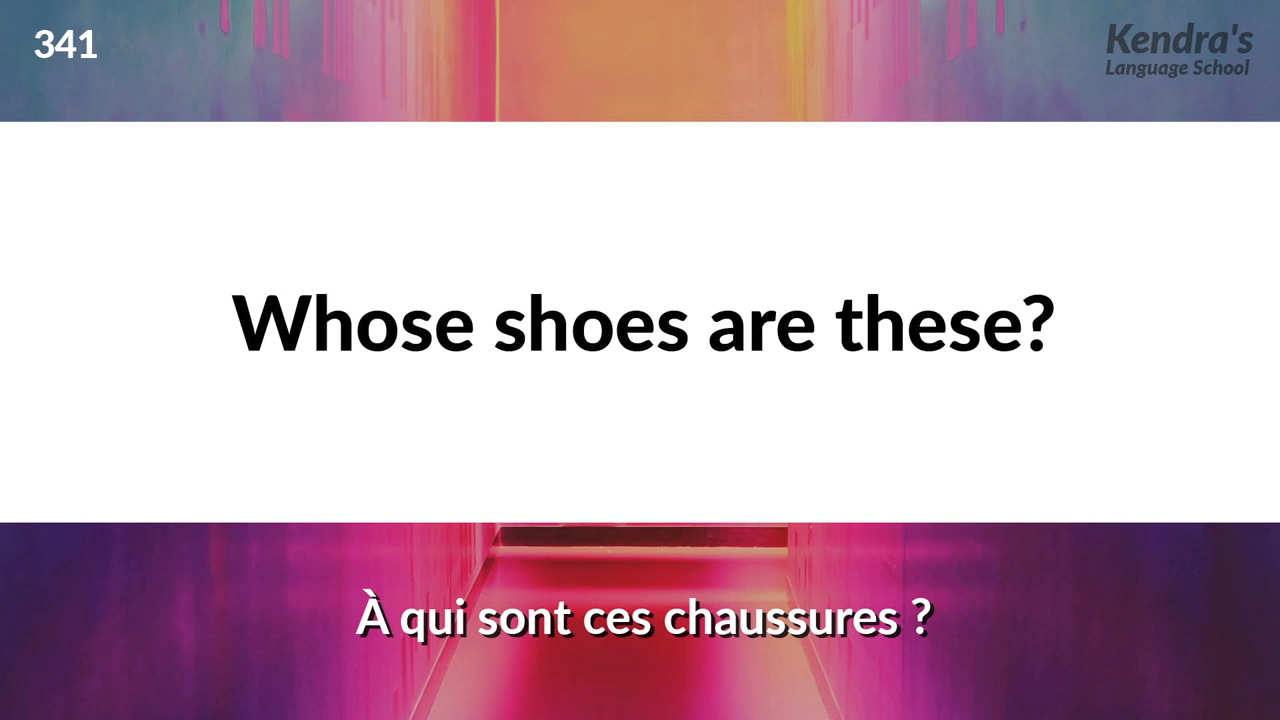 341
Kendra's
Language School
Whose shoes are these?
À qui sont ces chaussures ?